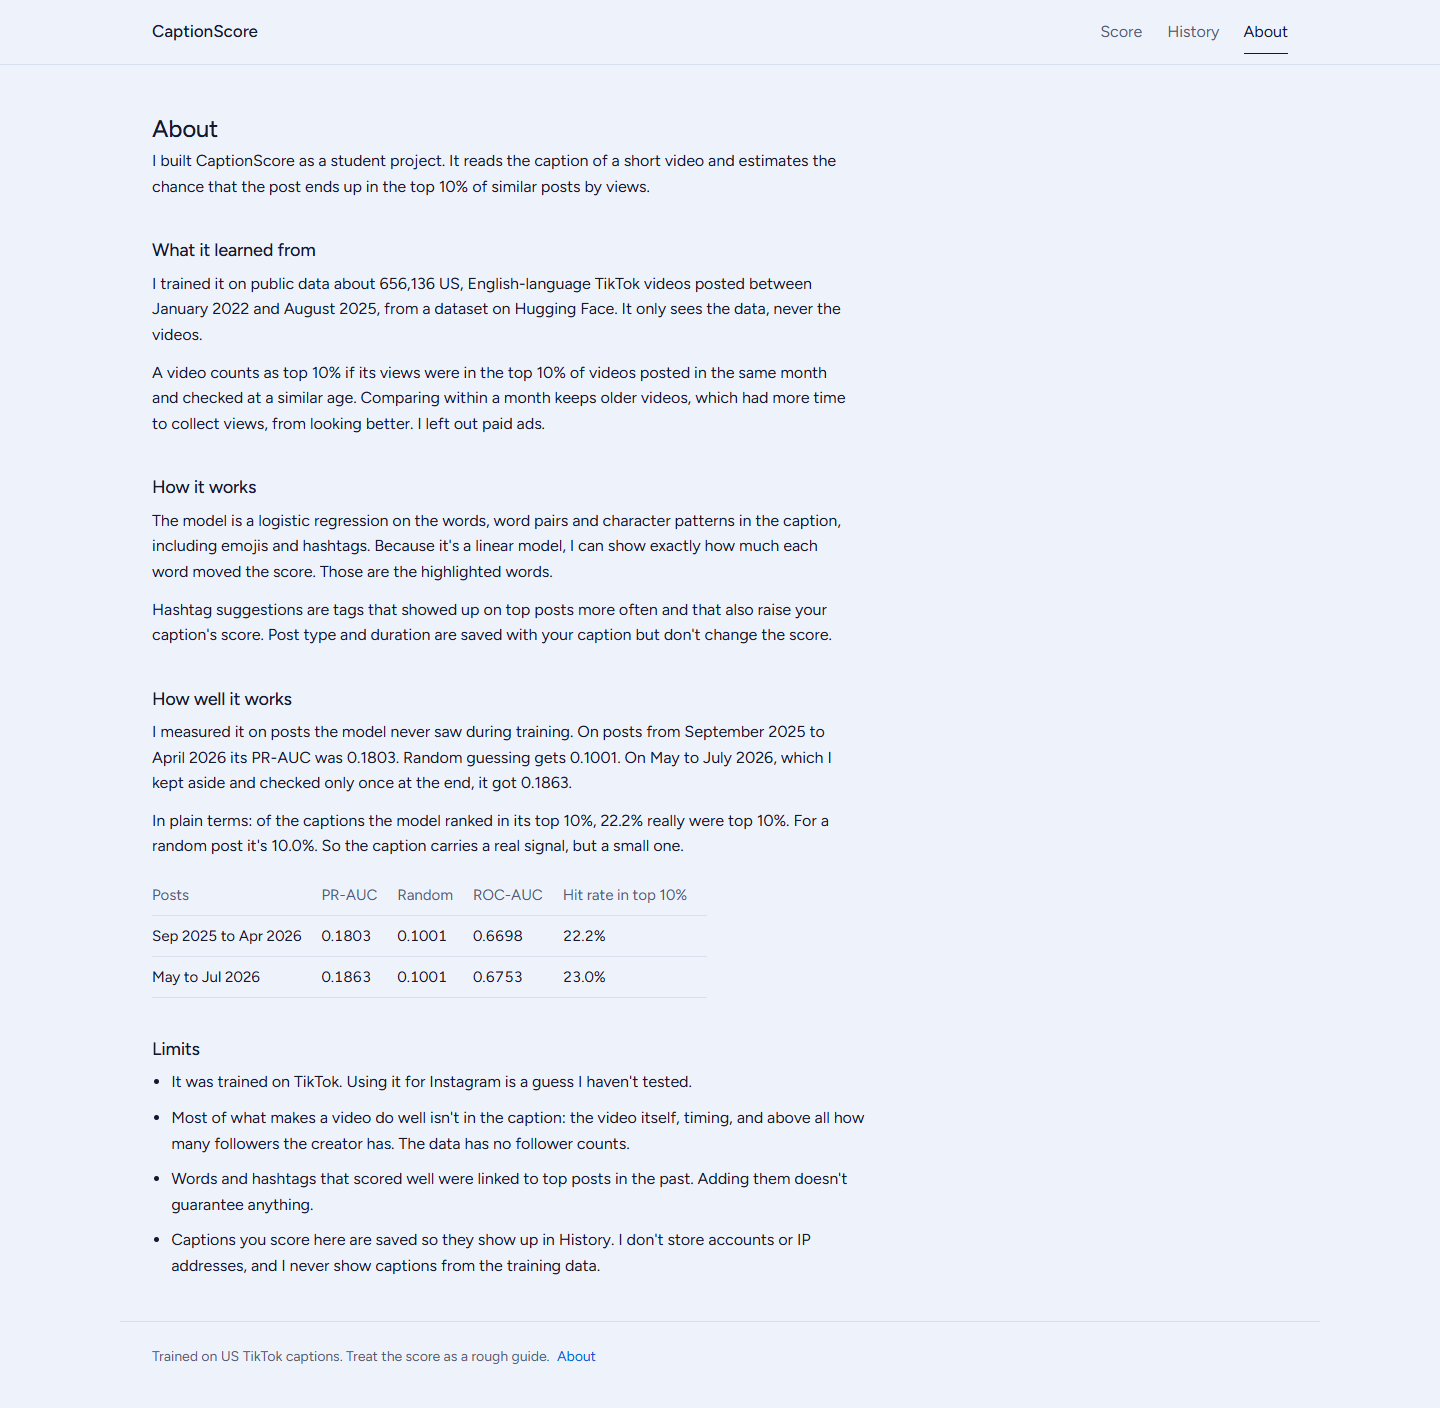 CaptionScore
Score History About
About
I built CaptionScore as a student project. It reads the caption of a short video and estimates the
chance that the post ends up in the top 10% of similar posts by views.
What it learned from
I trained it on public data about 656,136 US, English-language TikTok videos posted between
January 2022 and August 2025, from a dataset on Hugging Face. It only sees the data, never the
videos.
A video counts as top 10% if its views were in the top 10% of videos posted in the same month
and checked at a similar age. Comparing within a month keeps older videos, which had more time
to collect views, from looking better. I left out paid ads.
How it works
The model is a logistic regression on the words, word pairs and character patterns in the caption,
including emojis and hashtags. Because it's a linear model, I can show exactly how much each
word moved the score. Those are the highlighted words.
Hashtag suggestions are tags that showed up on top posts more often and that also raise your
caption's score. Post type and duration are saved with your caption but don't change the score.
How well it works
I measured it on posts the model never saw during training. On posts from September 2025 to
April 2026 its PR-AUC was 0.1803. Random guessing gets 0.1001. On May to July 2026, which I
kept aside and checked only once at the end, it got 0.1863.
In plain terms: of the captions the model ranked in its top 10%, 22.2% really were top 10%. For a
random post it's 10.0%. So the caption carries a real signal, but a small one.
Posts PR-AUC Random ROC-AUC Hit rate in top 10%
Sep 2025 to Apr 2026 0.1803 0.1001 0.6698 22.2%
May to Jul 2026 0.1863 0.1001 0.6753 23.0%
Limits
• It was trained on TikTok. Using it for Instagram is a guess I haven't tested.
• Most of what makes a video do well isn't in the caption: the video itself, timing, and above all how
many followers the creator has. The data has no follower counts.
• Words and hashtags that scored well were linked to top posts in the past. Adding them doesn't
guarantee anything.
• Captions you score here are saved so they show up in History. I don't store accounts or IP
addresses, and I never show captions from the training data.
Trained on US TikTok captions. Treat the score as a rough guide. About